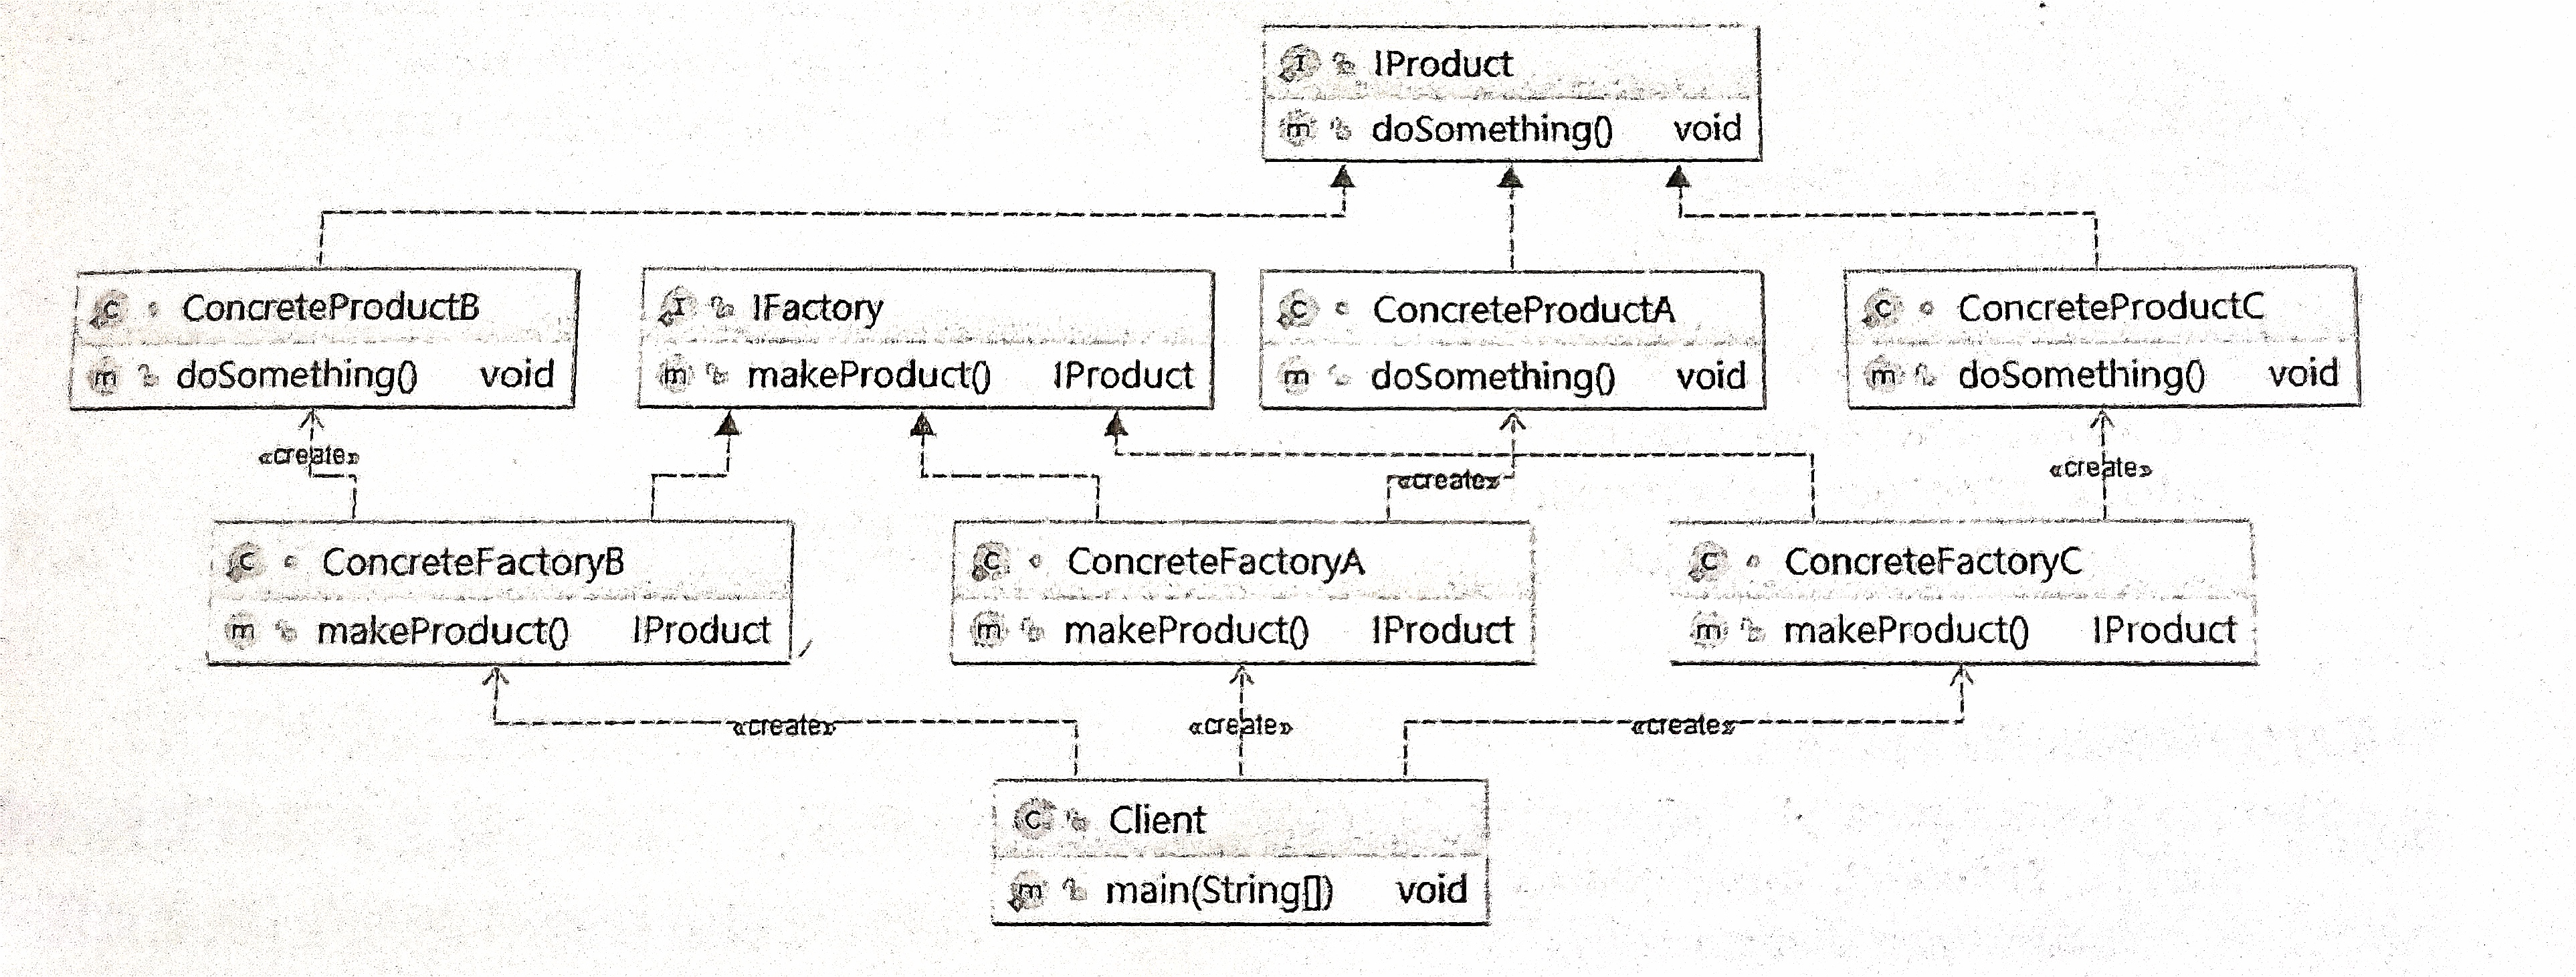 I IProduct
m doSomething() void
C ConcreteProductB
m doSomething() void
I IFactory
m makeProduct() IProduct
C ConcreteProductA
m doSomething() void
C ConcreteProductC
m doSomething() void
«create»
«create»
«create»
C ConcreteFactoryB
m makeProduct() IProduct
C ConcreteFactoryA
m makeProduct() IProduct
C ConcreteFactoryC
m makeProduct() IProduct
«create»
«create»
«create»
C Client
m main(String[]) void